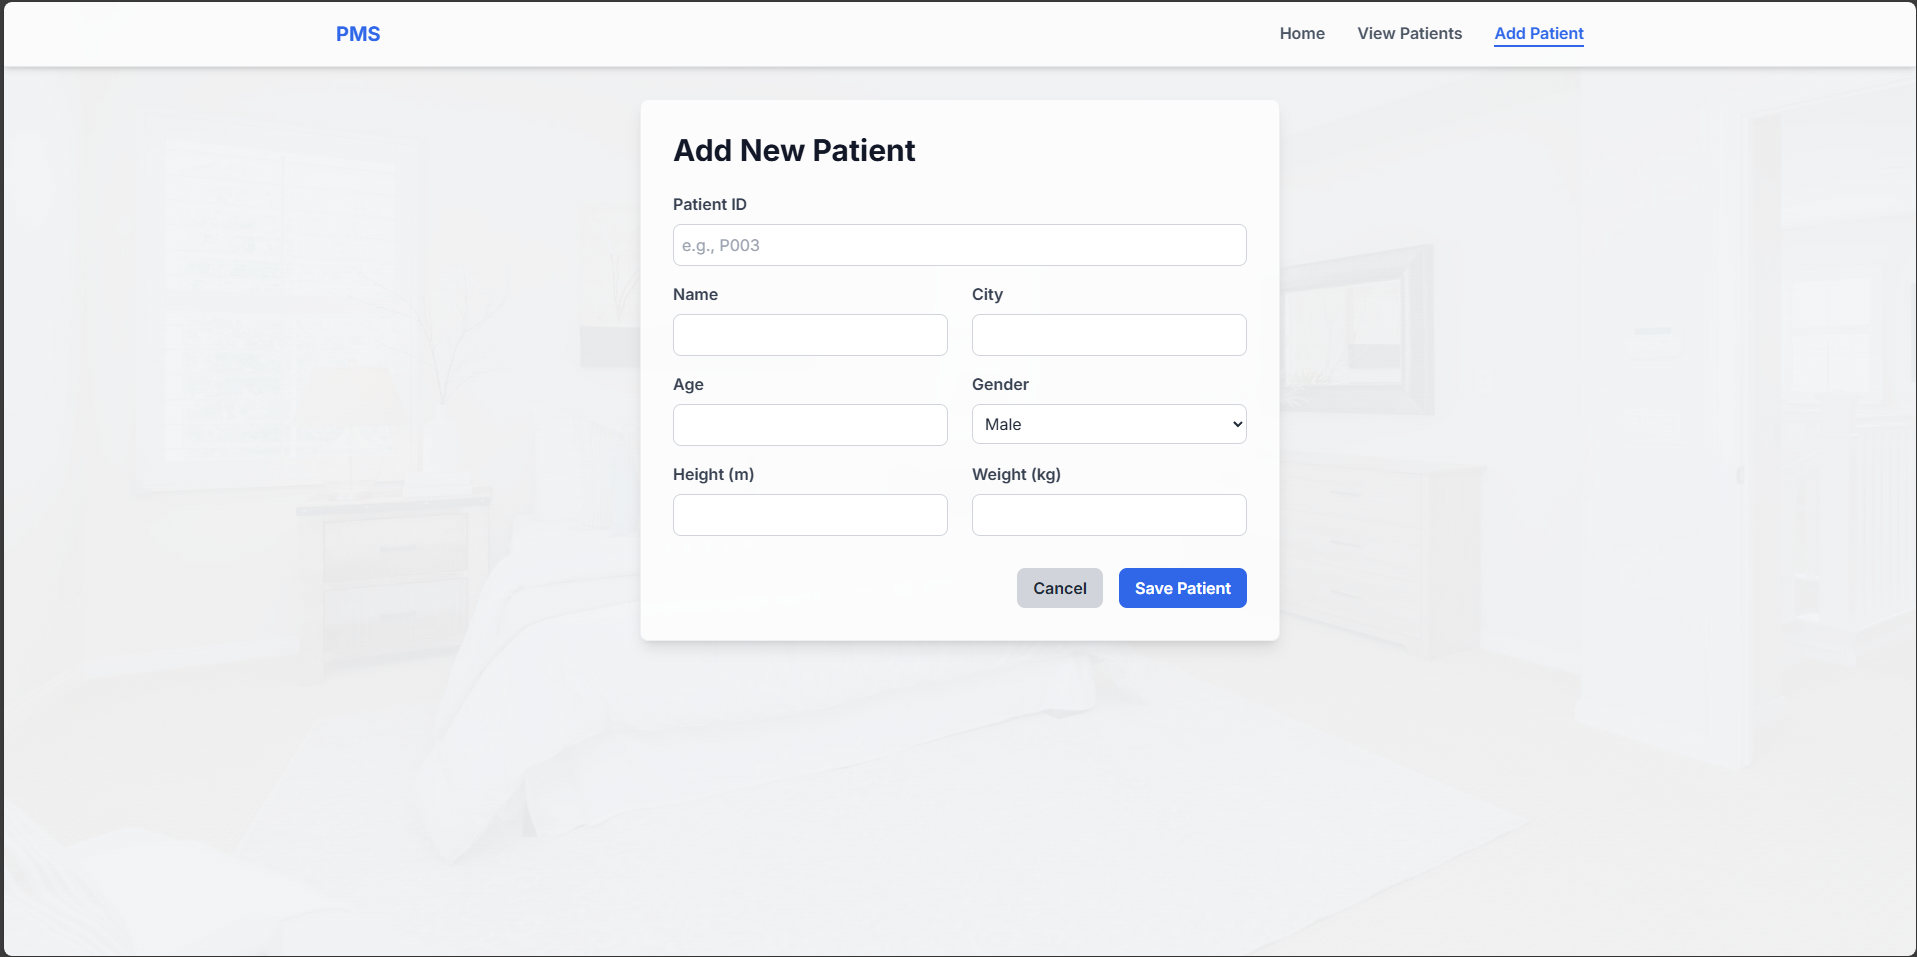 PMS
Home
View Patients
Add Patient
Add New Patient
Patient ID
e.g., P003
Name
City
Age
Gender
Male
Height (m)
Weight (kg)
Cancel
Save Patient